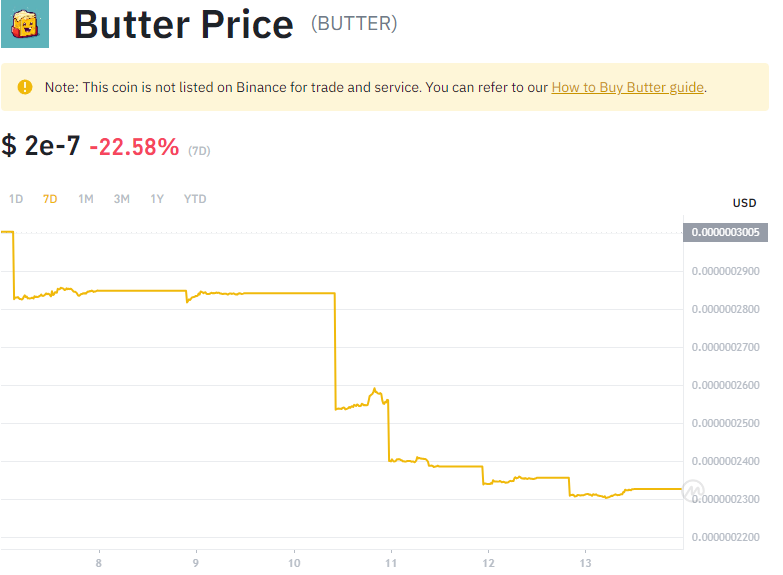 Butter Price (BUTTER)
Note: This coin is not listed on Binance for trade and service. You can refer to our How to Buy Butter guide.
$ 2e-7 -22.58% (7D)
1D 7D 1M 3M 1Y YTD
USD
0.0000003005
0.0000002900
0.0000002800
0.0000002700
0.0000002600
0.0000002500
0.0000002400
0.0000002300
0.0000002200
8 9 10 11 12 13